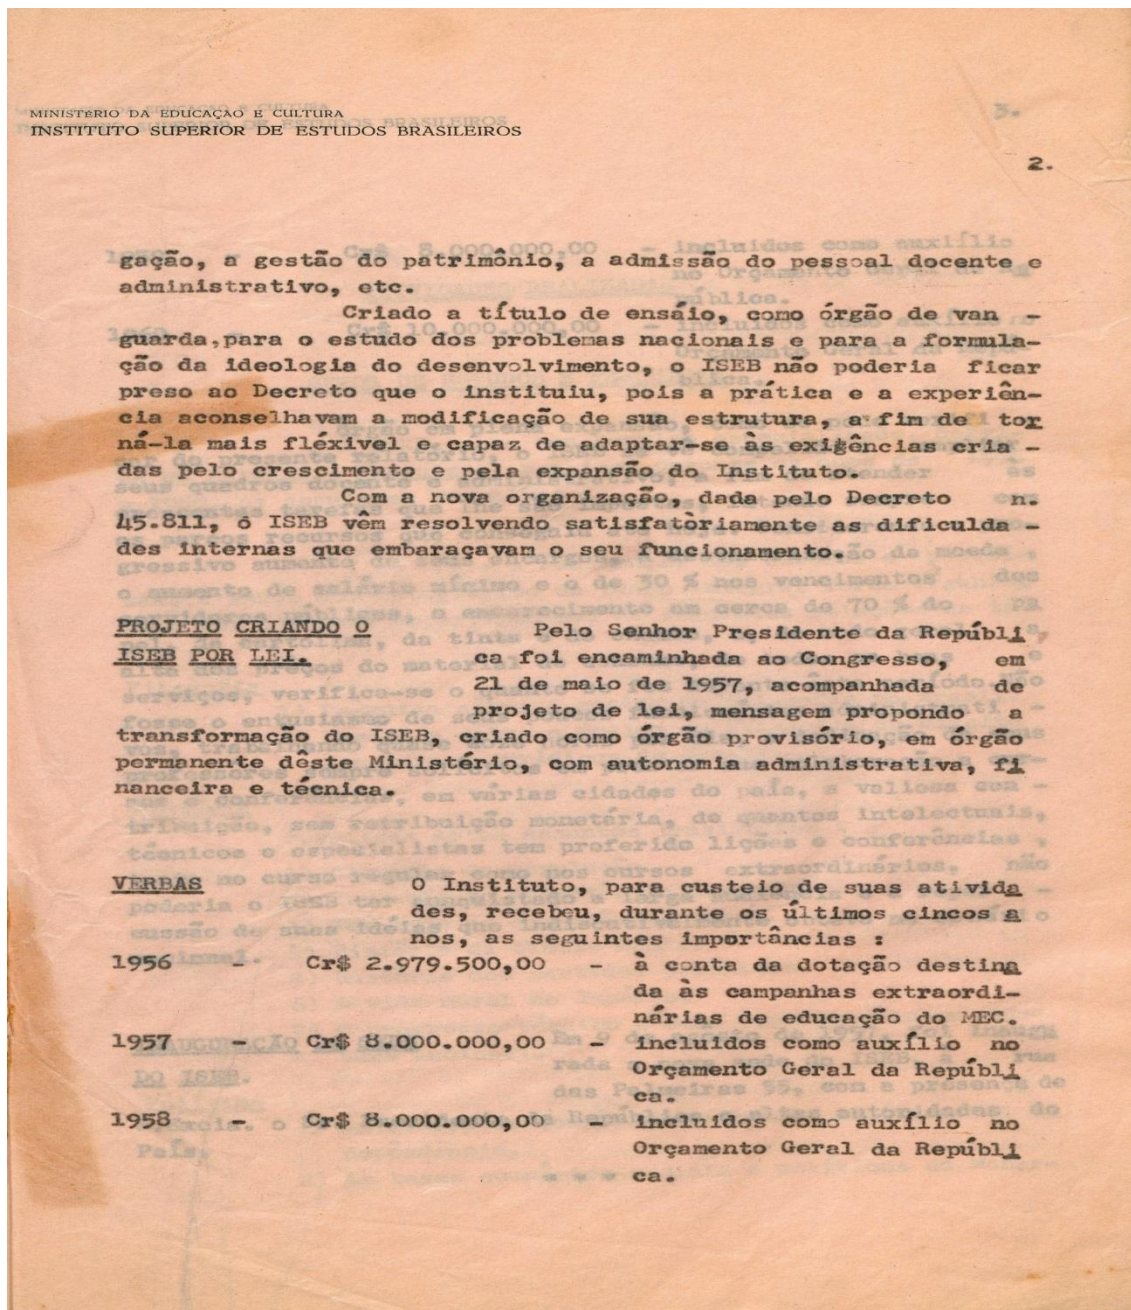 MINISTÉRIO DA EDUCAÇÃO E CULTURA
INSTITUTO SUPERIOR DE ESTUDOS BRASILEIROS
2.
gação, a gestão do patrimônio, a admissão do pessoal docente e
administrativo, etc.
Criado a título de ensáio, como órgão de van -
guarda,para o estudo dos problemas nacionais e para a formula-
ção da ideologia do desenvolvimento, o ISEB não poderia ficar
preso ao Decreto que o instituiu, pois a prática e a experiên-
cia aconselhavam a modificação de sua estrutura, a fim de tor
ná-la mais fléxivel e capaz de adaptar-se às exigências cria -
das pelo crescimento e pela expansão do Instituto.
Com a nova organização, dada pelo Decreto n.
45.811, ó ISEB vêm resolvendo satisfatòriamente as dificulda -
des internas que embaraçavam o seu funcionamento.
PROJETO CRIANDO O Pelo Senhor Presidente da Repúbli
ISEB POR LEI. ca foi encaminhada ao Congresso, em
21 de maio de 1957, acompanhada de
projeto de lei, mensagem propondo a
transformação do ISEB, criado como órgão provisório, em órgão
permanente dêste Ministério, com autonomia administrativa, fi
nanceira e técnica.
VERBAS O Instituto, para custeio de suas ativida
des, recebeu, durante os últimos cincos a
nos, as seguintes importâncias :
1956 - Cr$ 2.979.500,00 - à conta da dotação destina
da às campanhas extraordi-
nárias de educação do MEC.
1957 - Cr$ 8.000.000,00 - incluidos como auxílio no
Orçamento Geral da Repúbli
ca.
1958 - Cr$ 8.000.000,00 - incluidos como auxílio no
Orçamento Geral da Repúbli
ca.